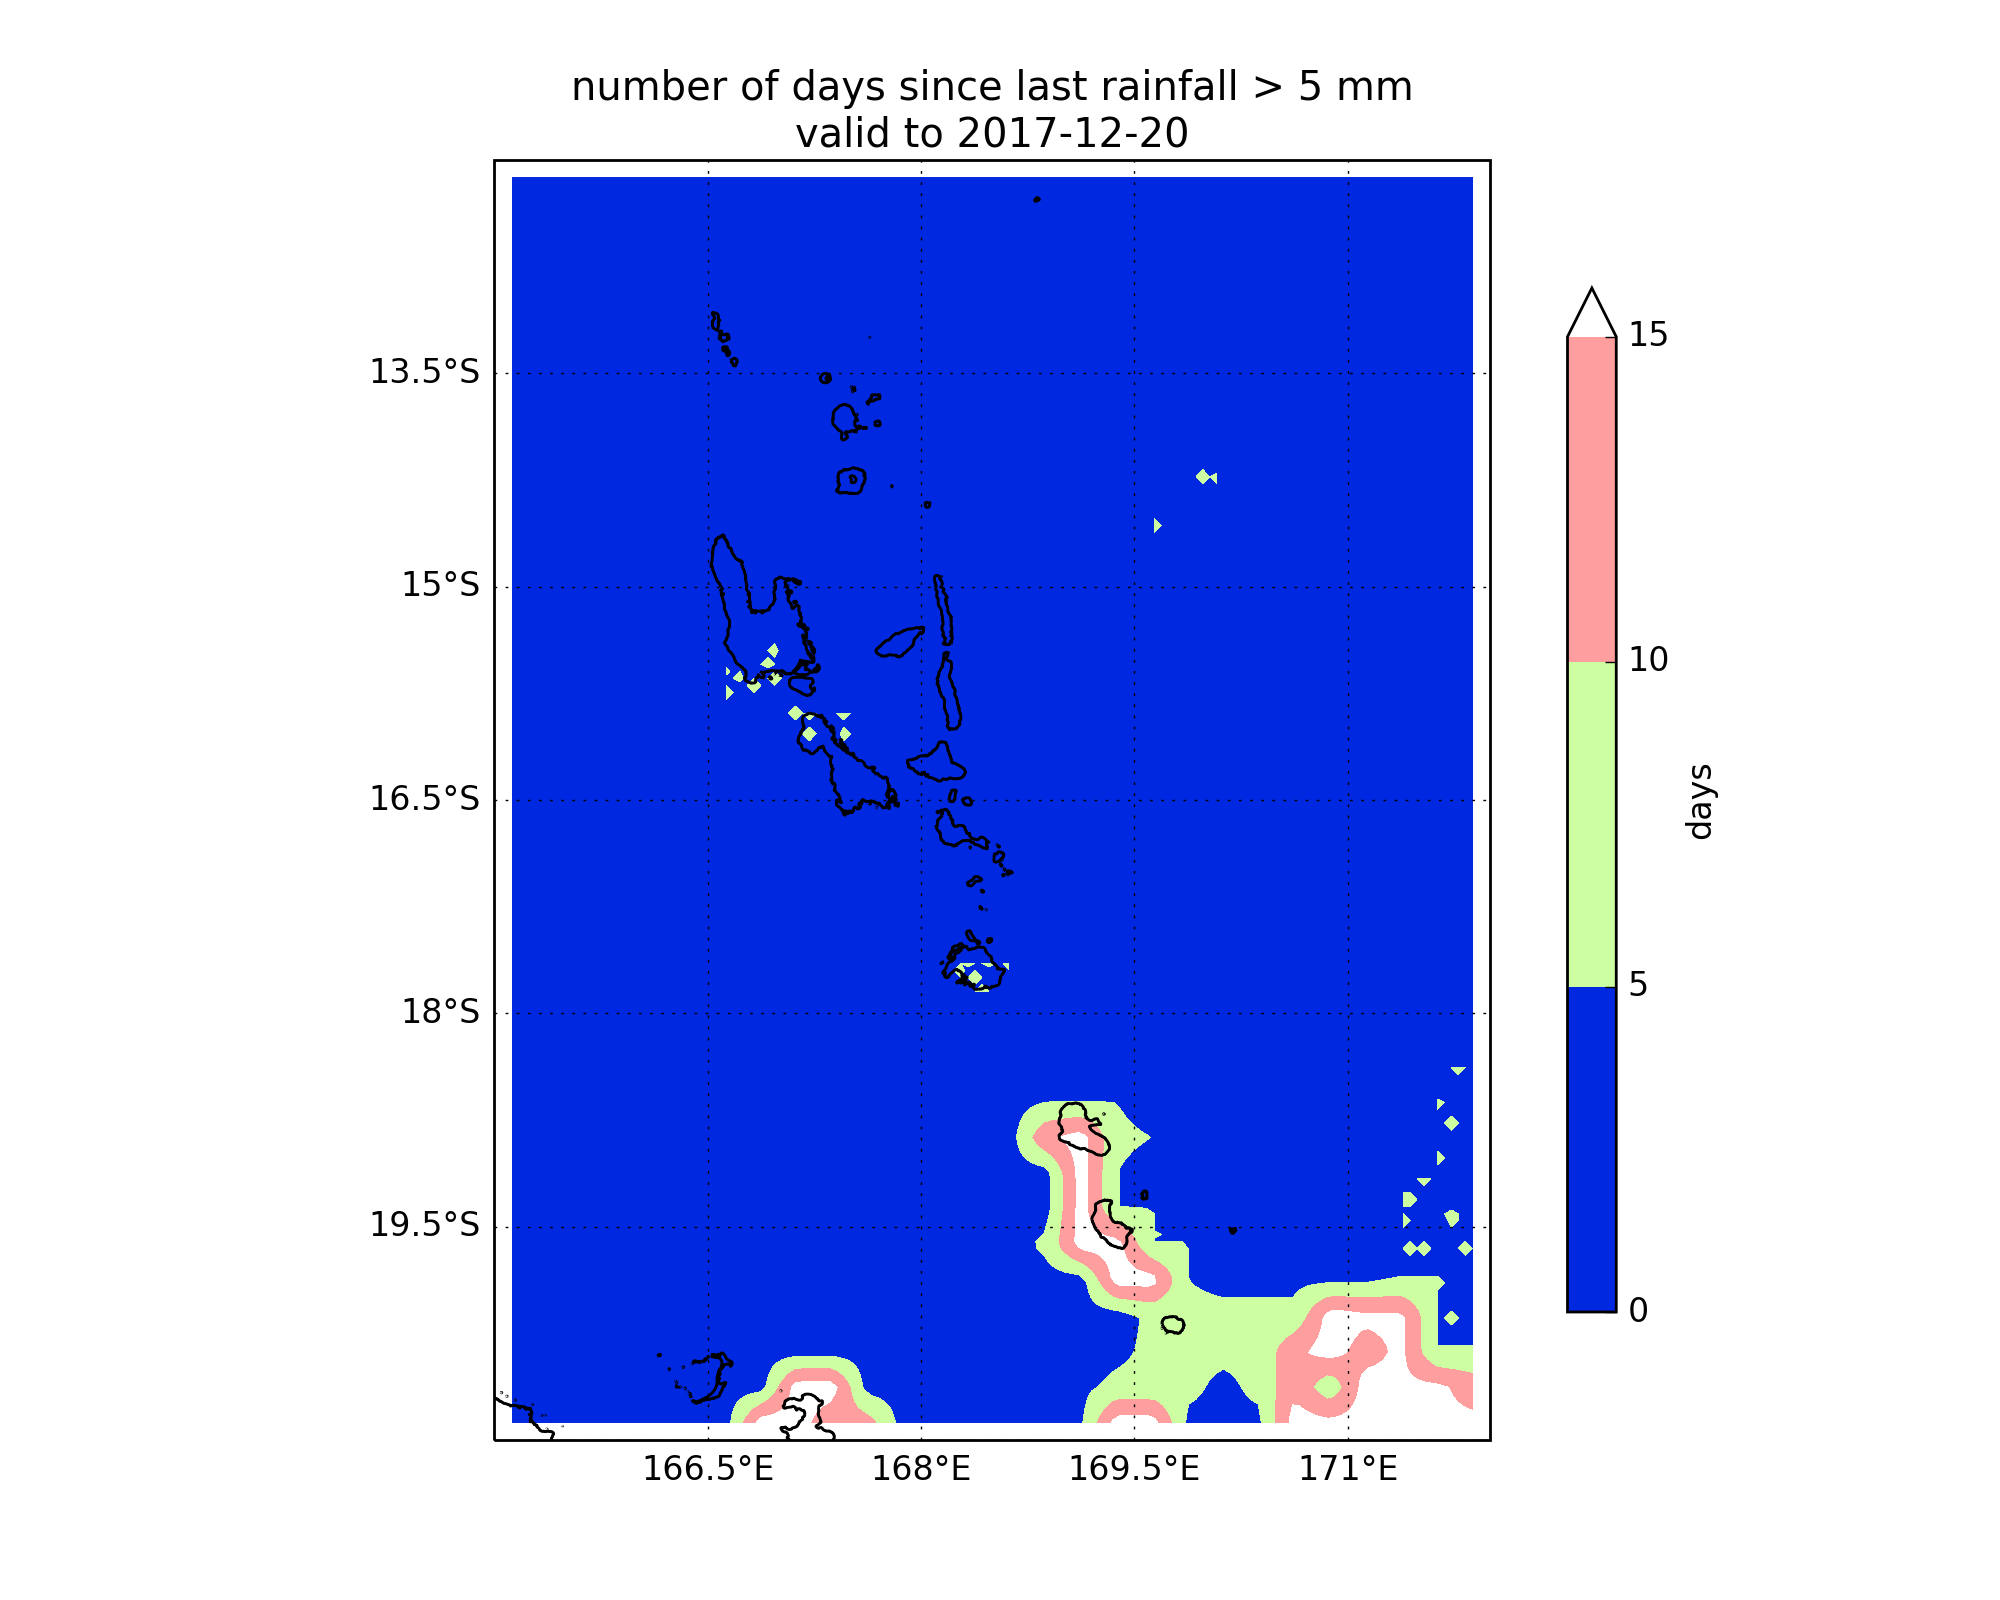 number of days since last rainfall > 5 mm
valid to 2017-12-20
13.5°S
15°S
16.5°S
18°S
19.5°S
166.5°E
168°E
169.5°E
171°E
15
10
5
0
days